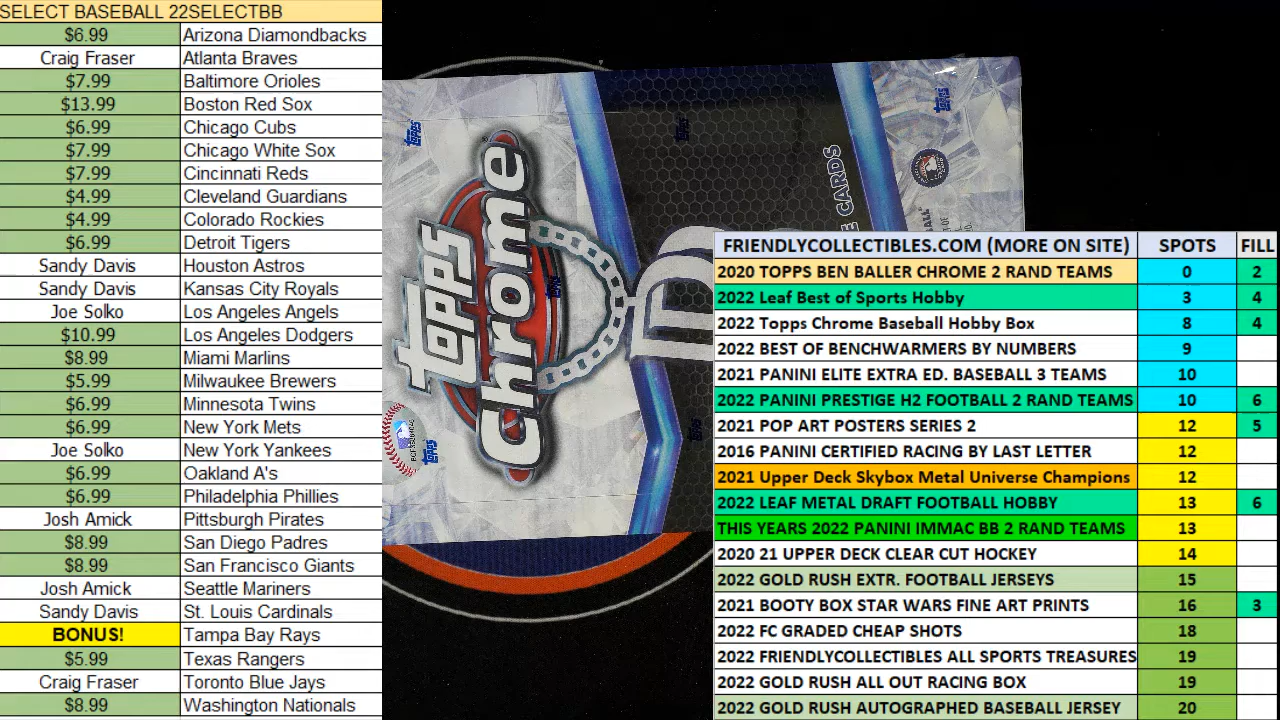 SELECT BASEBALL 22SELECTBB
$6.99 Arizona Diamondbacks
Craig Fraser Atlanta Braves
$7.99 Baltimore Orioles
$13.99 Boston Red Sox
$6.99 Chicago Cubs
$7.99 Chicago White Sox
$7.99 Cincinnati Reds
$4.99 Cleveland Guardians
$4.99 Colorado Rockies
$6.99 Detroit Tigers
Sandy Davis Houston Astros
Sandy Davis Kansas City Royals
Joe Solko Los Angeles Angels
$10.99 Los Angeles Dodgers
$8.99 Miami Marlins
$5.99 Milwaukee Brewers
$6.99 Minnesota Twins
$6.99 New York Mets
Joe Solko New York Yankees
$6.99 Oakland A's
$6.99 Philadelphia Phillies
Josh Amick Pittsburgh Pirates
$8.99 San Diego Padres
$8.99 San Francisco Giants
Josh Amick Seattle Mariners
Sandy Davis St. Louis Cardinals
BONUS! Tampa Bay Rays
$5.99 Texas Rangers
Craig Fraser Toronto Blue Jays
$8.99 Washington Nationals
Topps
Chrome
topps
topps
topps
topps
CARDS
FRIENDLYCOLLECTIBLES.COM (MORE ON SITE) SPOTS FILL
2020 TOPPS BEN BALLER CHROME 2 RAND TEAMS 0 2
2022 Leaf Best of Sports Hobby 3 4
2022 Topps Chrome Baseball Hobby Box 8 4
2022 BEST OF BENCHWARMERS BY NUMBERS 9
2021 PANINI ELITE EXTRA ED. BASEBALL 3 TEAMS 10
2022 PANINI PRESTIGE H2 FOOTBALL 2 RAND TEAMS 10 6
2021 POP ART POSTERS SERIES 2 12 5
2016 PANINI CERTIFIED RACING BY LAST LETTER 12
2021 Upper Deck Skybox Metal Universe Champions 12
2022 LEAF METAL DRAFT FOOTBALL HOBBY 13 6
THIS YEARS 2022 PANINI IMMAC BB 2 RAND TEAMS 13
2020 21 UPPER DECK CLEAR CUT HOCKEY 14
2022 GOLD RUSH EXTR. FOOTBALL JERSEYS 15
2021 BOOTY BOX STAR WARS FINE ART PRINTS 16 3
2022 FC GRADED CHEAP SHOTS 18
2022 FRIENDLYCOLLECTIBLES ALL SPORTS TREASURES 19
2022 GOLD RUSH ALL OUT RACING BOX 19
2022 GOLD RUSH AUTOGRAPHED BASEBALL JERSEY 20